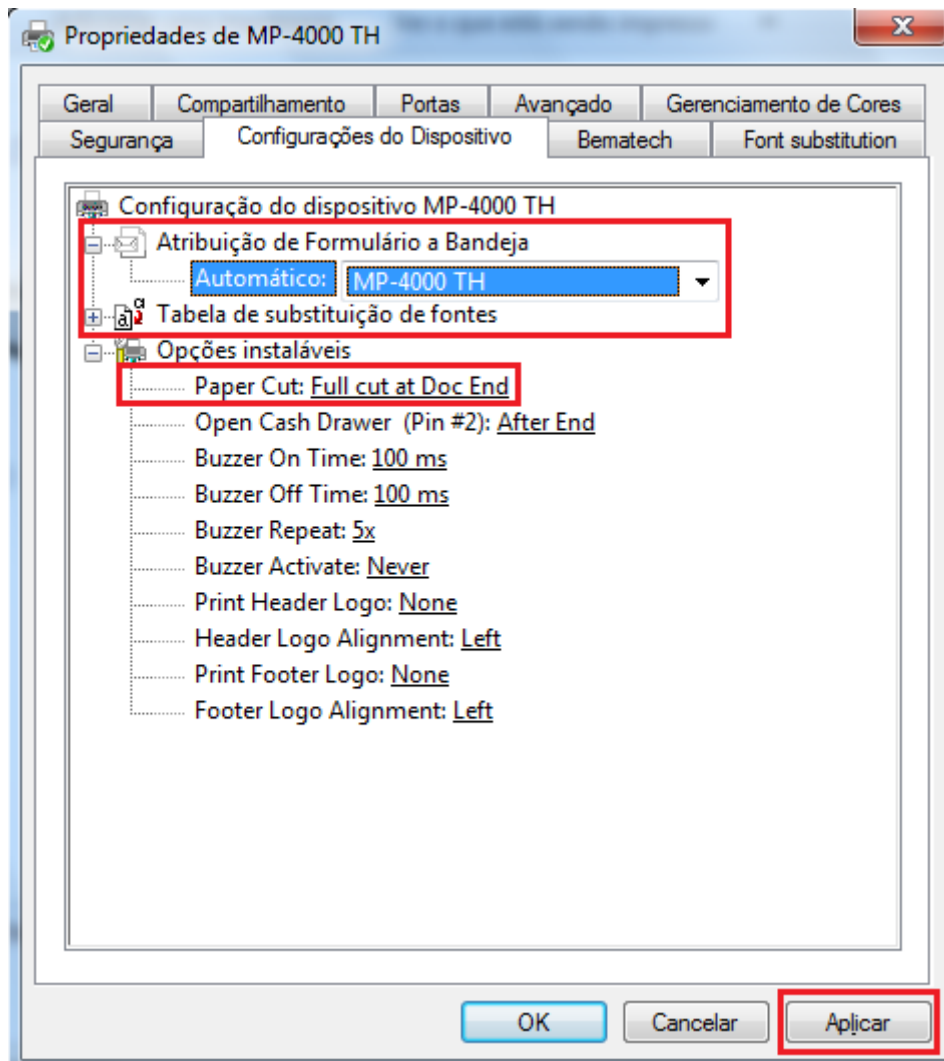 Propriedades de MP-4000 TH
Geral Compartilhamento Portas Avançado Gerenciamento de Cores
Segurança Configurações do Dispositivo Bematech Font substitution
Configuração do dispositivo MP-4000 TH
Atribuição de Formulário a Bandeja
Automático: MP-4000 TH
Tabela de substituição de fontes
Opções instaláveis
Paper Cut: Full cut at Doc End
Open Cash Drawer (Pin #2): After End
Buzzer On Time: 100 ms
Buzzer Off Time: 100 ms
Buzzer Repeat: 5x
Buzzer Activate: Never
Print Header Logo: None
Header Logo Alignment: Left
Print Footer Logo: None
Footer Logo Alignment: Left
OK Cancelar Aplicar